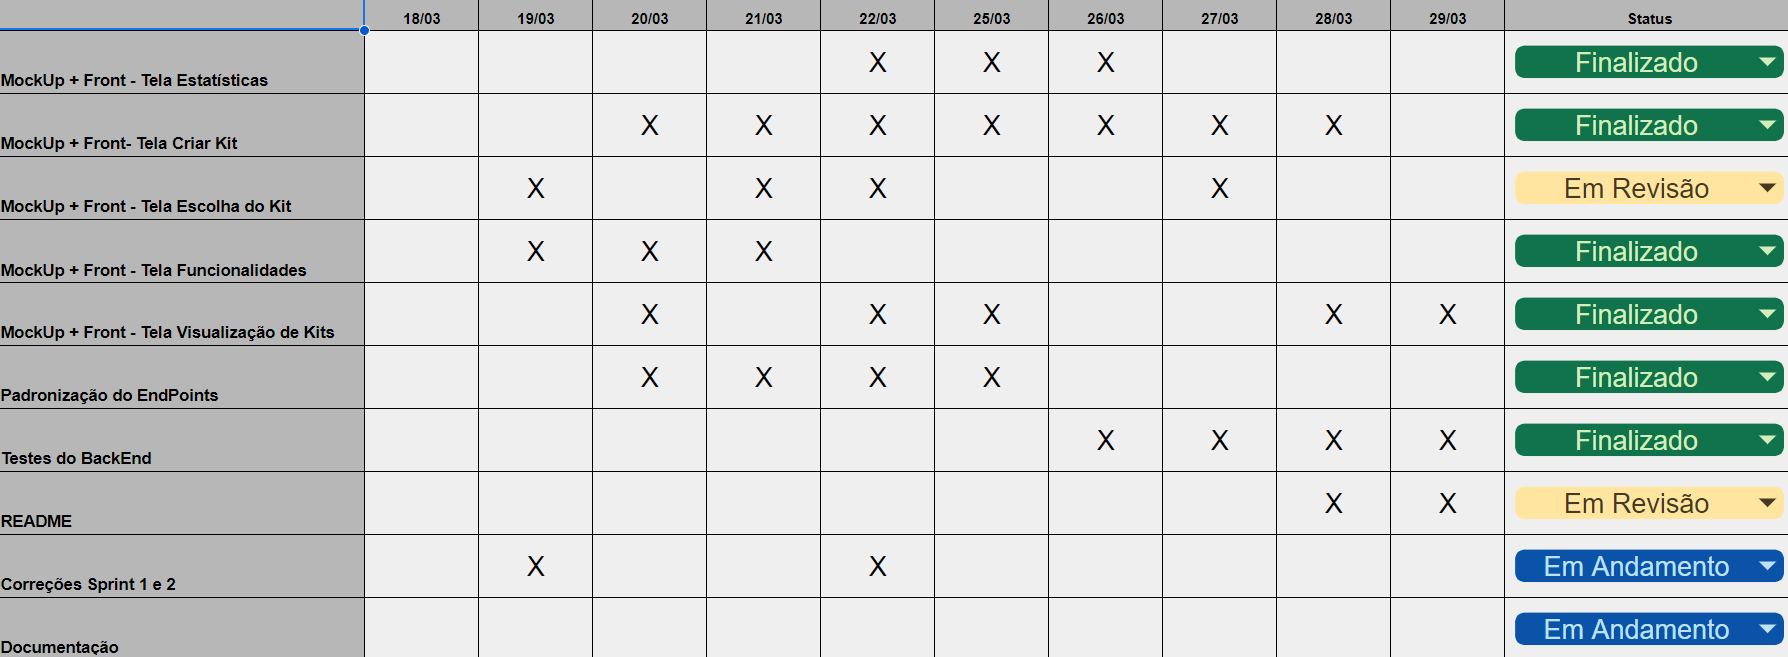 18/03 19/03 20/03 21/03 22/03 25/03 26/03 27/03 28/03 29/03 Status
MockUp + Front - Tela Estatísticas X X X Finalizado
MockUp + Front- Tela Criar Kit X X X X X X X Finalizado
MockUp + Front - Tela Escolha do Kit X X X X Em Revisão
MockUp + Front - Tela Funcionalidades X X X Finalizado
MockUp + Front - Tela Visualização de Kits X X X X X Finalizado
Padronização do EndPoints X X X X Finalizado
Testes do BackEnd X X X X Finalizado
README X X Em Revisão
Correções Sprint 1 e 2 X X Em Andamento
Documentação Em Andamento